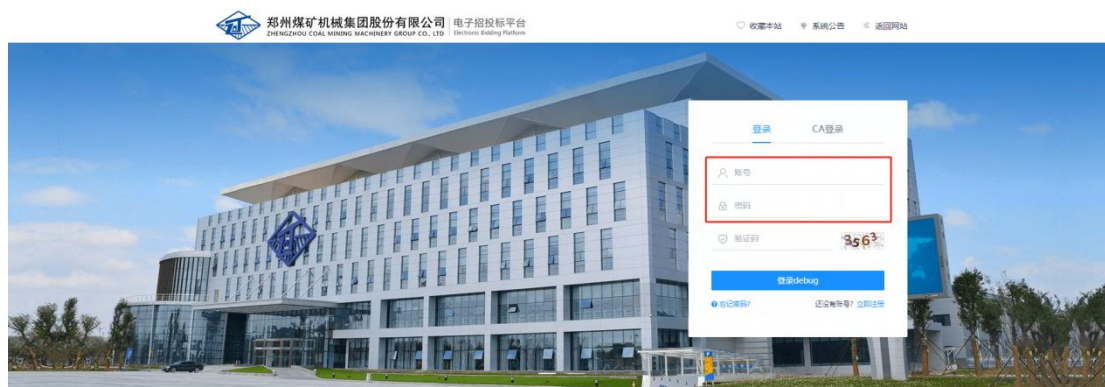 郑州煤矿机械集团股份有限公司
ZHENGZHOU COAL MINING MACHINERY GROUP CO., LTD
电子招投标平台
Electronic Bidding Platform
收藏本站
系统公告
返回网站
登录
CA登录
账号
密码
验证码
3563
登录debug
忘记密码?
还没有账号? 立即注册